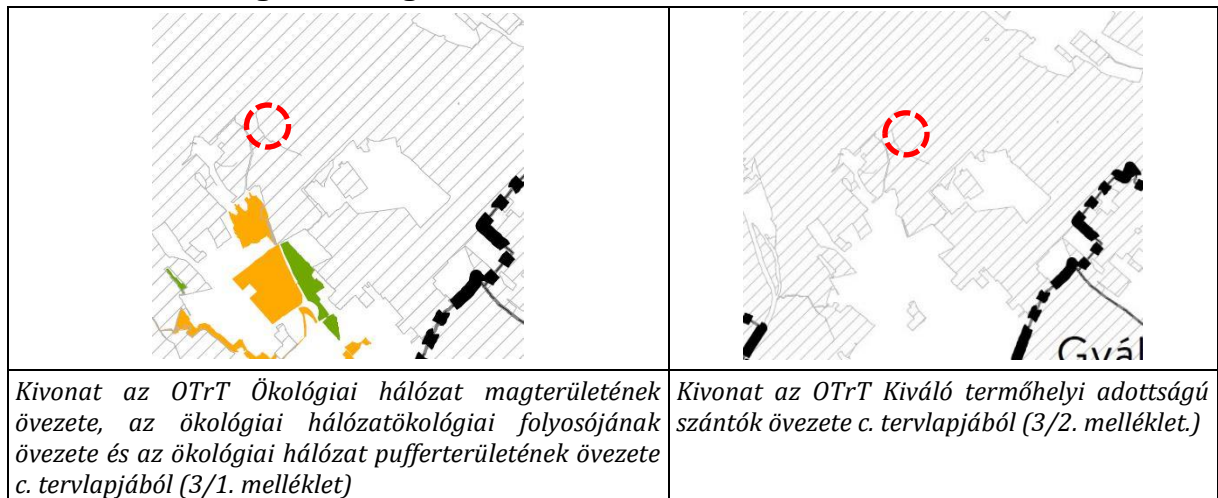 Gyál
Kivonat az OTrT Ökológiai hálózat magterületének
övezete, az ökológiai hálózatökológiai folyosójának
övezete és az ökológiai hálózat pufferterületének övezete
c. tervlapjából (3/1. melléklet)
Kivonat az OTrT Kiváló termőhelyi adottságú
szántók övezete c. tervlapjából (3/2. melléklet.)